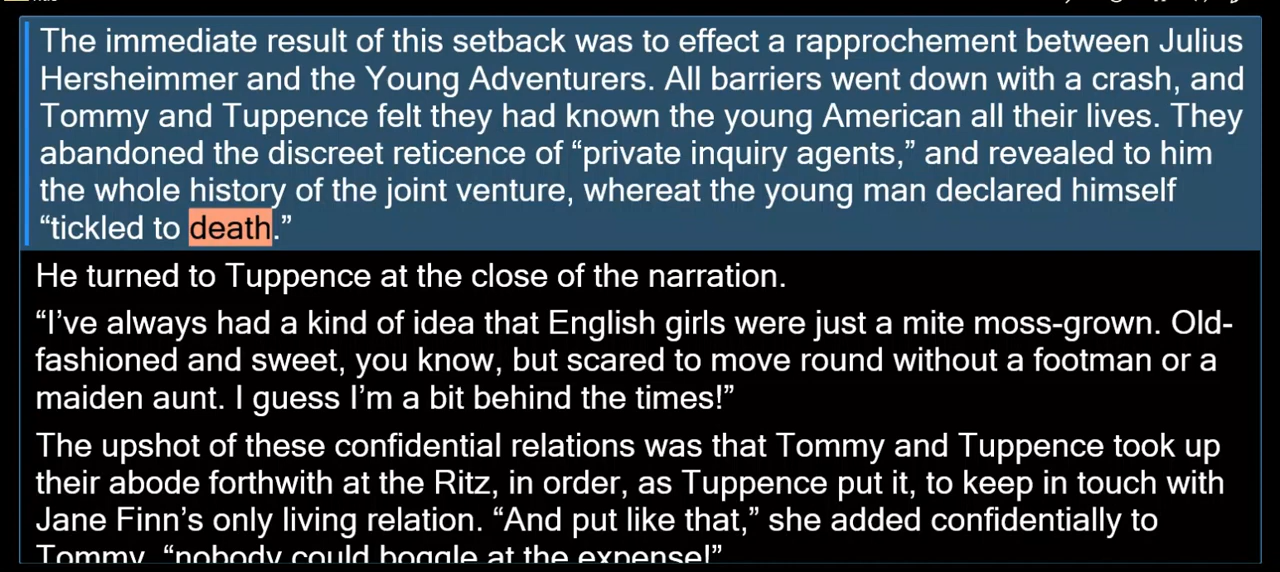 The immediate result of this setback was to effect a rapprochement between Julius
Hersheimmer and the Young Adventurers. All barriers went down with a crash, and
Tommy and Tuppence felt they had known the young American all their lives. They
abandoned the discreet reticence of “private inquiry agents,” and revealed to him
the whole history of the joint venture, whereat the young man declared himself
“tickled to death.”
He turned to Tuppence at the close of the narration.
“I’ve always had a kind of idea that English girls were just a mite moss-grown. Old-
fashioned and sweet, you know, but scared to move round without a footman or a
maiden aunt. I guess I’m a bit behind the times!”
The upshot of these confidential relations was that Tommy and Tuppence took up
their abode forthwith at the Ritz, in order, as Tuppence put it, to keep in touch with
Jane Finn’s only living relation. “And put like that,” she added confidentially to
Tommy, “nobody could boggle at the expense!”